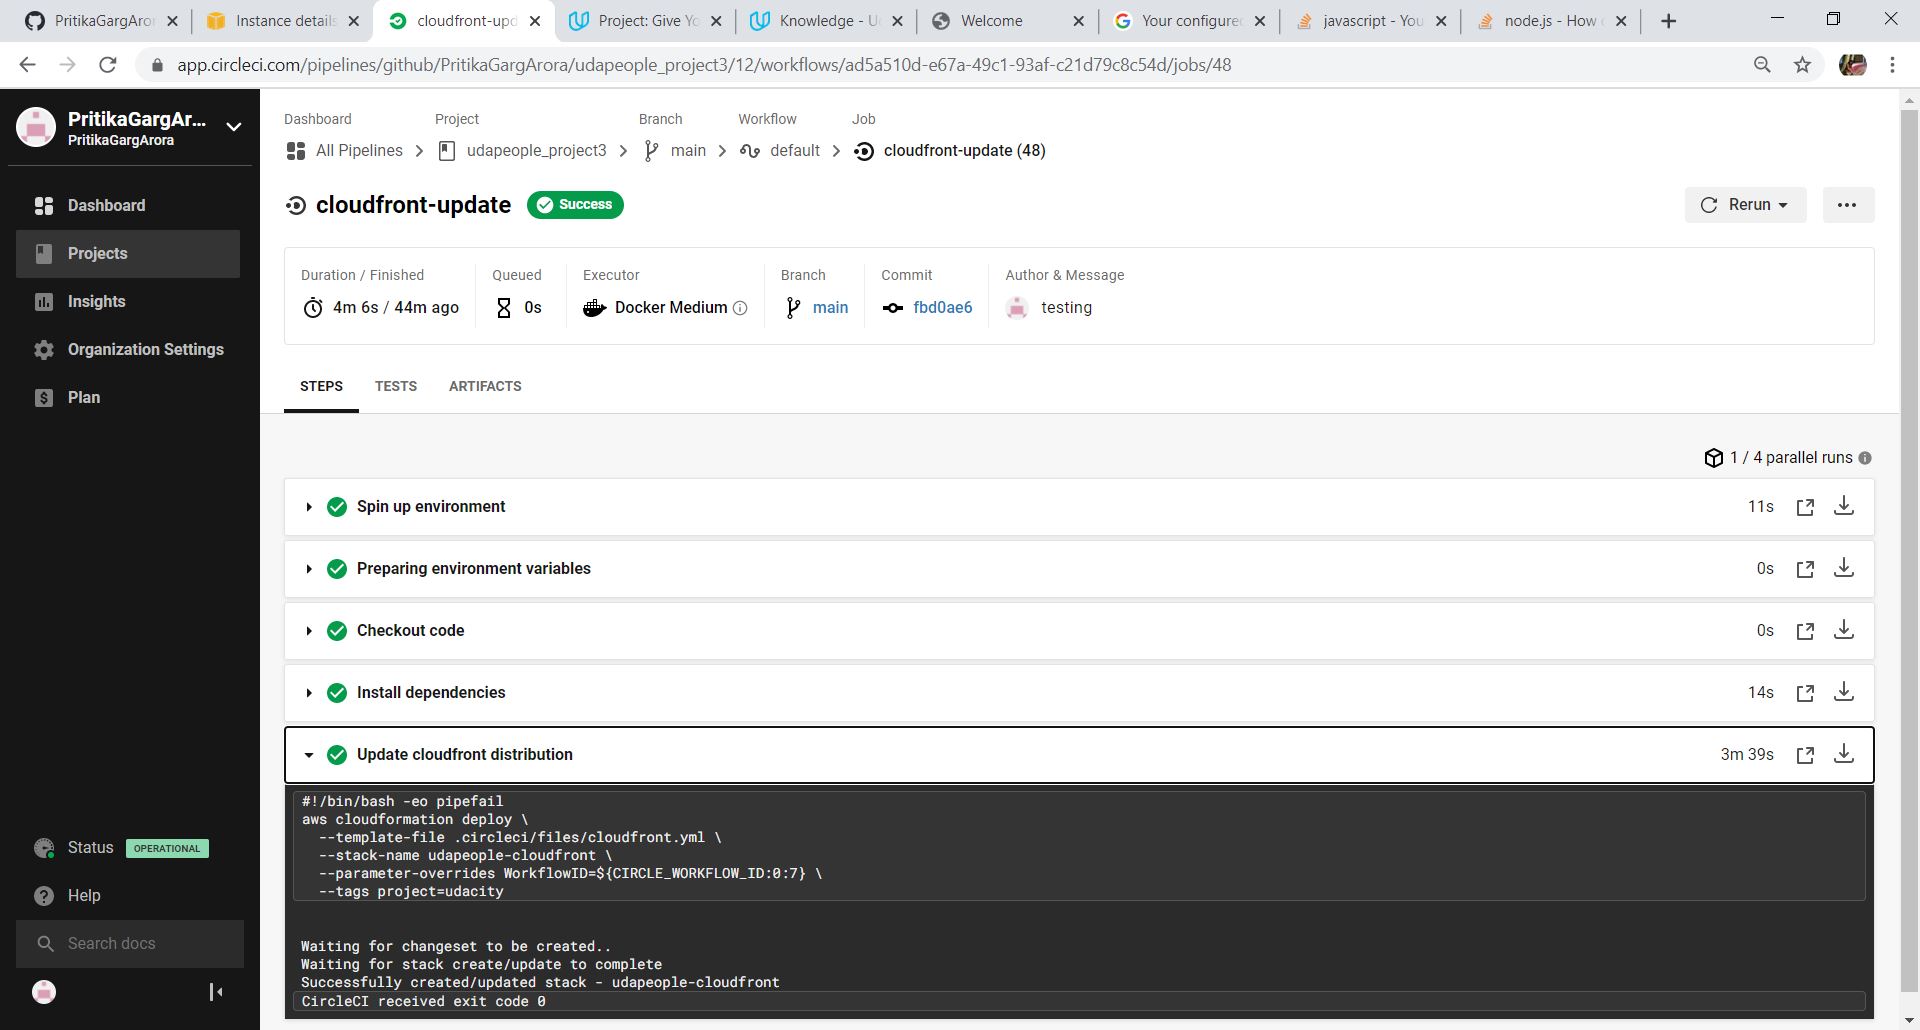 PritikaGargAror
Instance details
cloudfront-upd
Project: Give Yo
Knowledge - U
Welcome
Your configure
javascript - You
node.js - How
app.circleci.com/pipelines/github/PritikaGargArora/udapeople_project3/12/workflows/ad5a510d-e67a-49c1-93af-c21d79c8c54d/jobs/48
PritikaGargAr...
PritikaGargArora
Dashboard
Projects
Insights
Organization Settings
Plan
Status OPERATIONAL
Help
Search docs
Dashboard Project Branch Workflow Job
All Pipelines udapeople_project3 main default cloudfront-update (48)
cloudfront-update Success Rerun
Duration / Finished Queued Executor Branch Commit Author & Message
4m 6s / 44m ago 0s Docker Medium main fbd0ae6 testing
STEPS TESTS ARTIFACTS
1 / 4 parallel runs
Spin up environment 11s
Preparing environment variables 0s
Checkout code 0s
Install dependencies 14s
Update cloudfront distribution 3m 39s
#!/bin/bash -eo pipefail
aws cloudformation deploy \
--template-file .circleci/files/cloudfront.yml \
--stack-name udapeople-cloudfront \
--parameter-overrides WorkflowID=${CIRCLE_WORKFLOW_ID:0:7} \
--tags project=udacity
Waiting for changeset to be created..
Waiting for stack create/update to complete
Successfully created/updated stack - udapeople-cloudfront
CircleCI received exit code 0